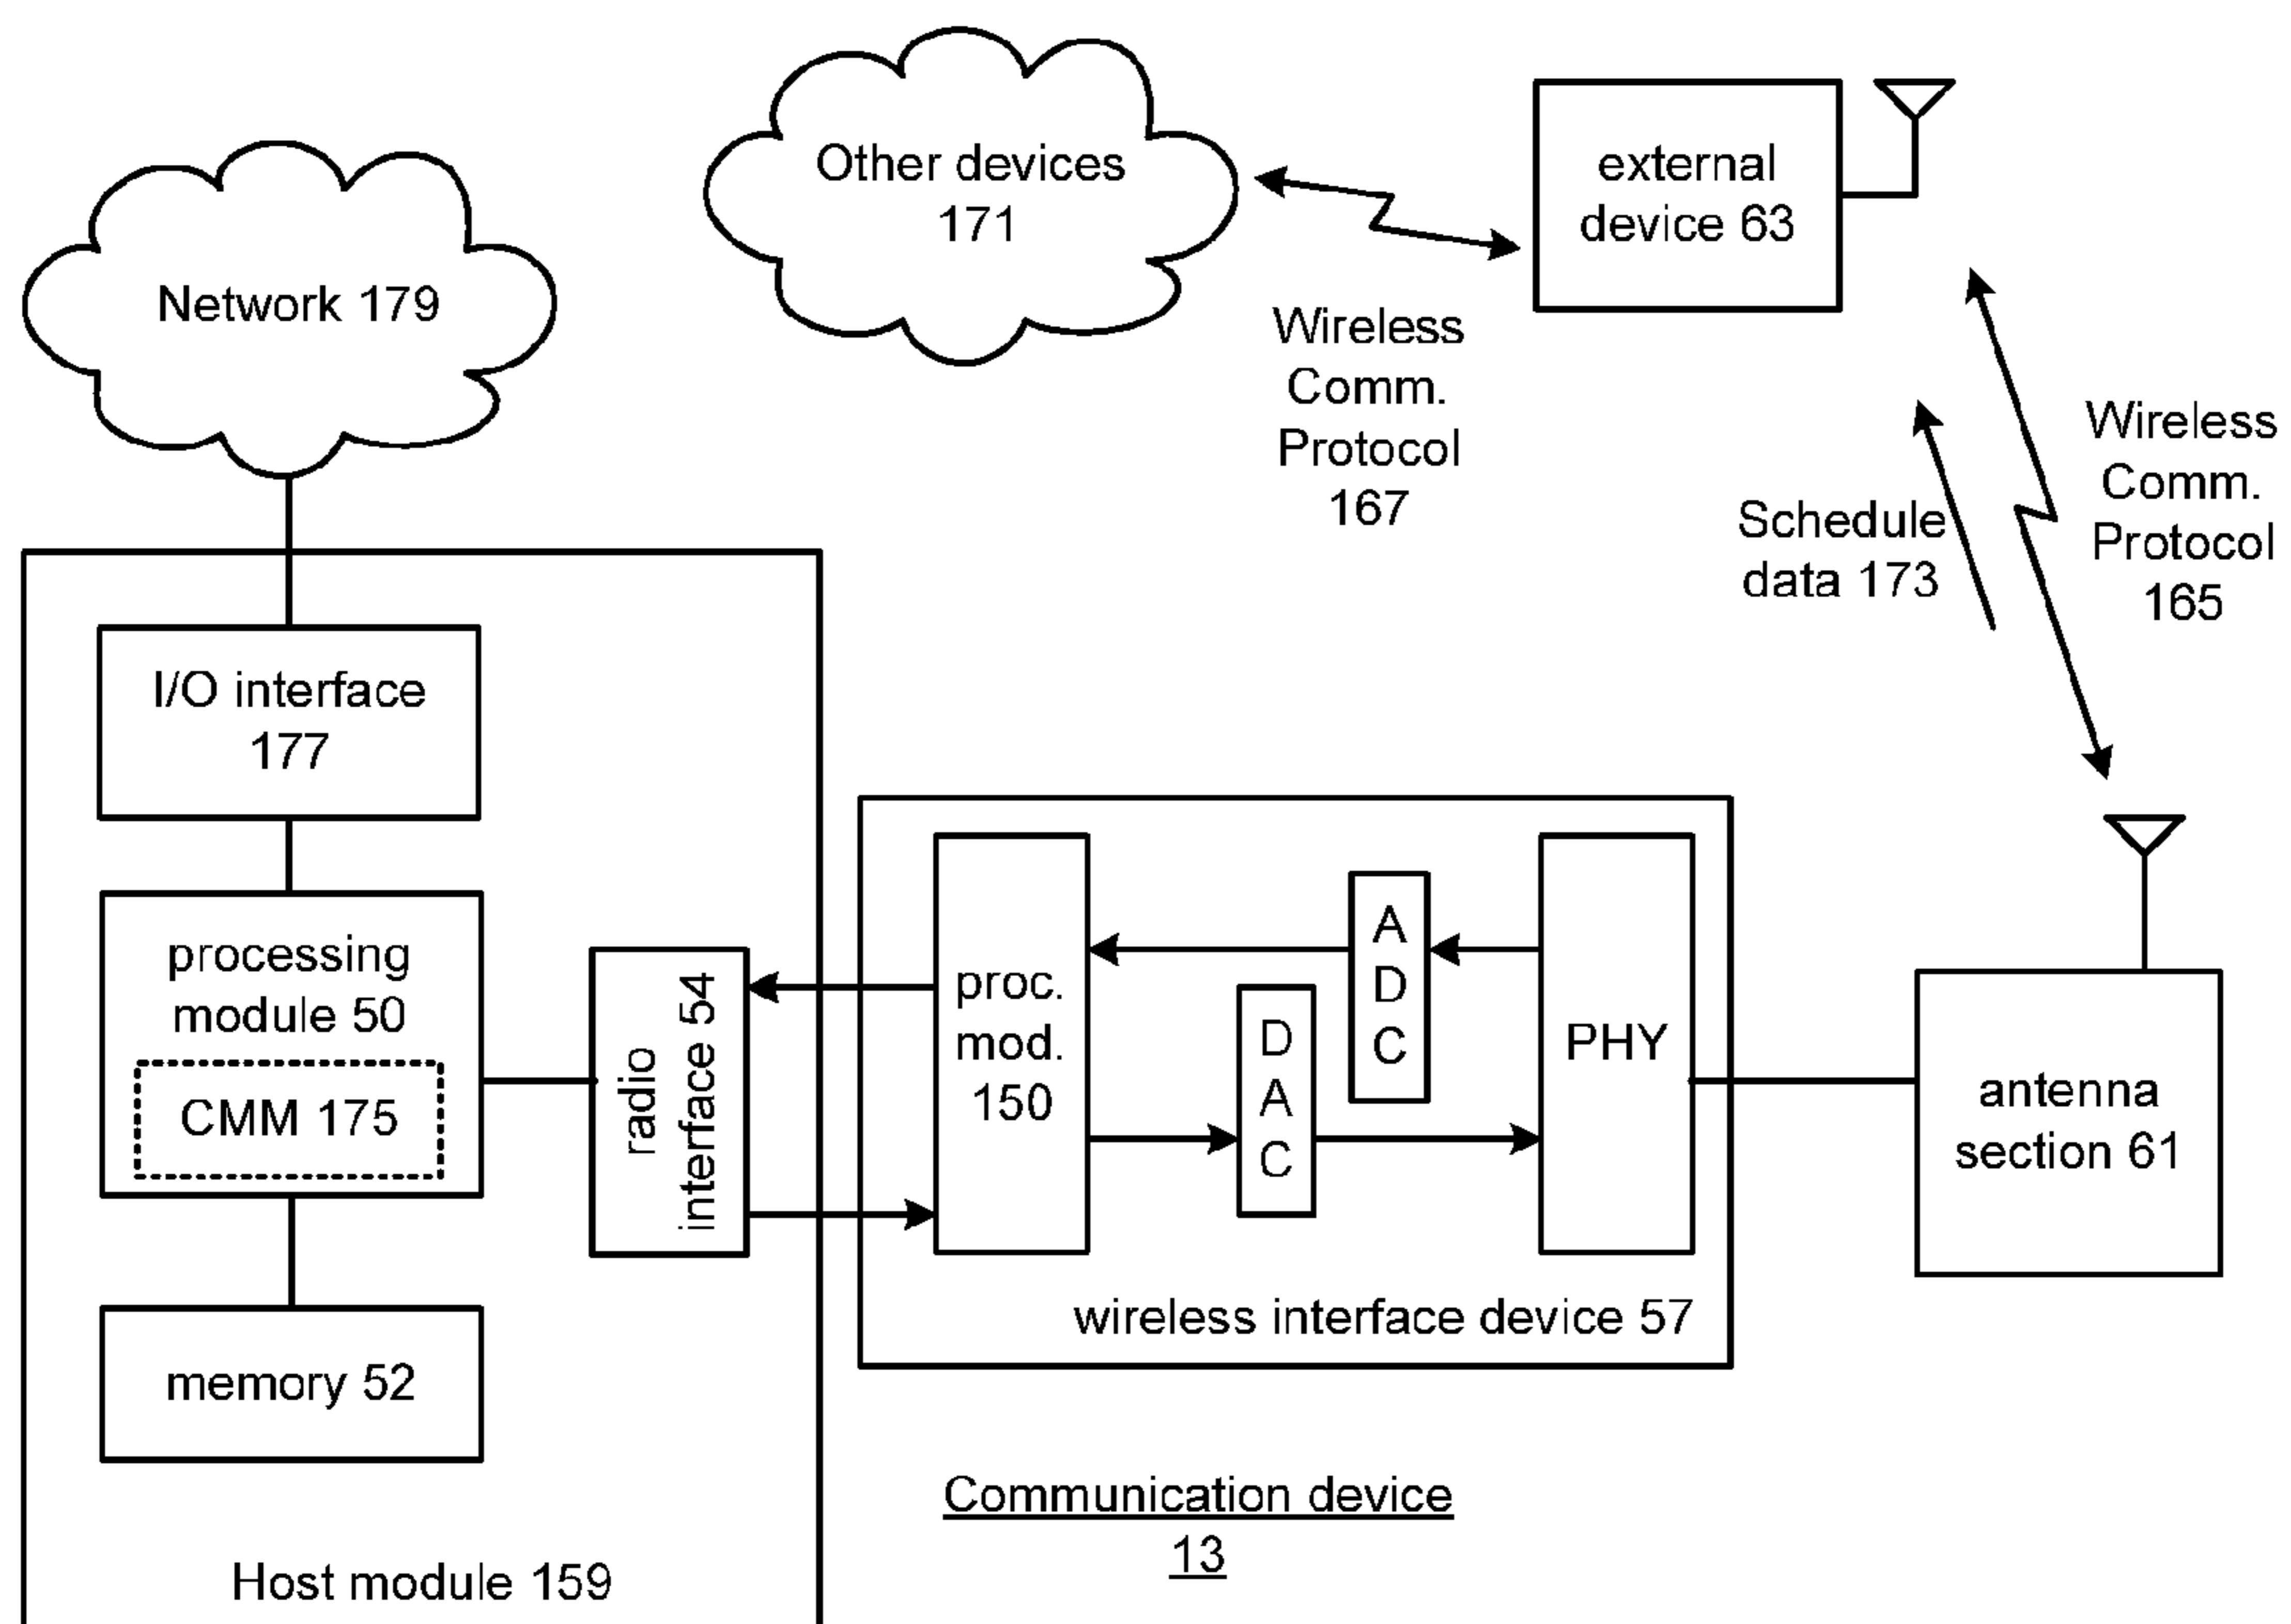 Other devices
171
external
device 63
Network 179
Wireless
Comm.
Protocol
167
Wireless
Comm.
Protocol
165
Schedule
data 173
I/O interface
177
processing
module 50
CMM 175
memory 52
radio
interface 54
proc.
mod.
150
A
D
C
D
A
C
PHY
wireless interface device 57
antenna
section 61
Communication device
13
Host module 159